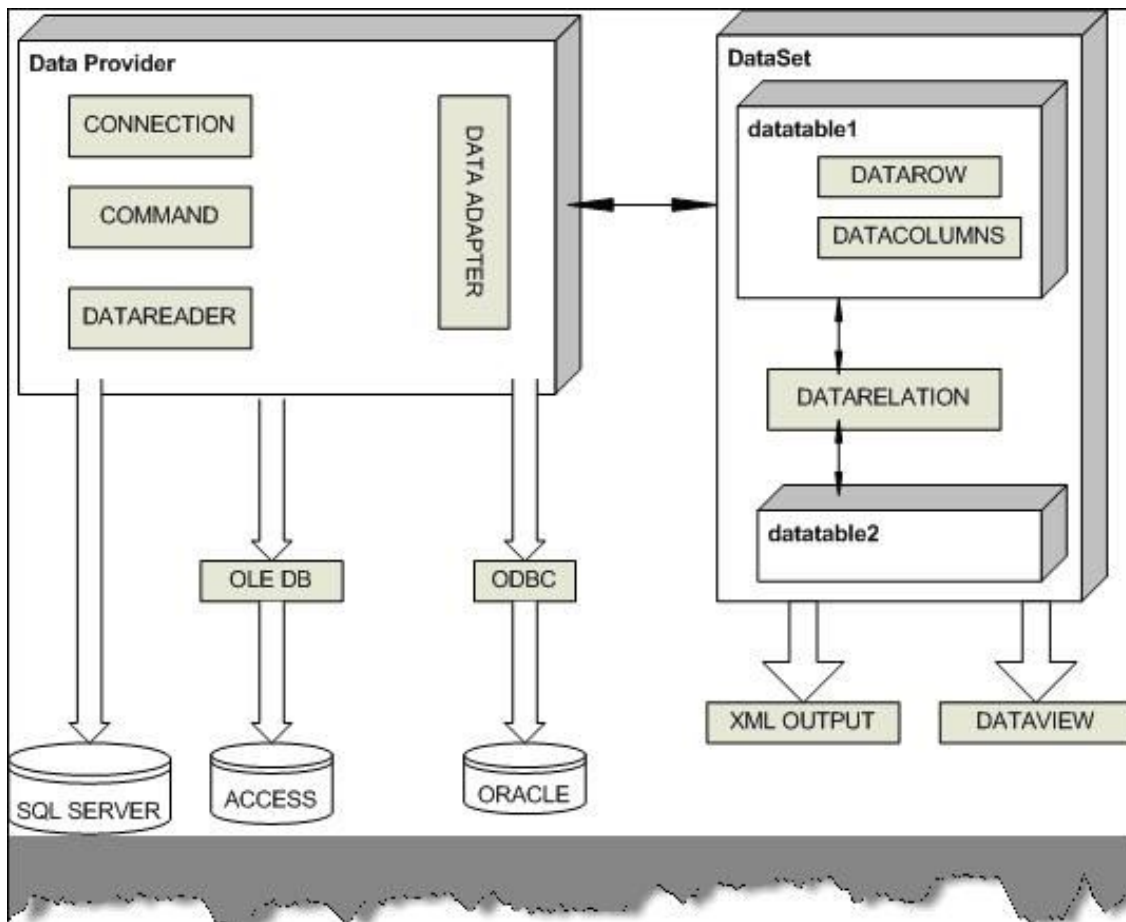 Data Provider
CONNECTION
COMMAND
DATAREADER
DATA ADAPTER
DataSet
datatable1
DATAROW
DATACOLUMNS
DATARELATION
datatable2
OLE DB
ODBC
XML OUTPUT
DATAVIEW
SQL SERVER
ACCESS
ORACLE